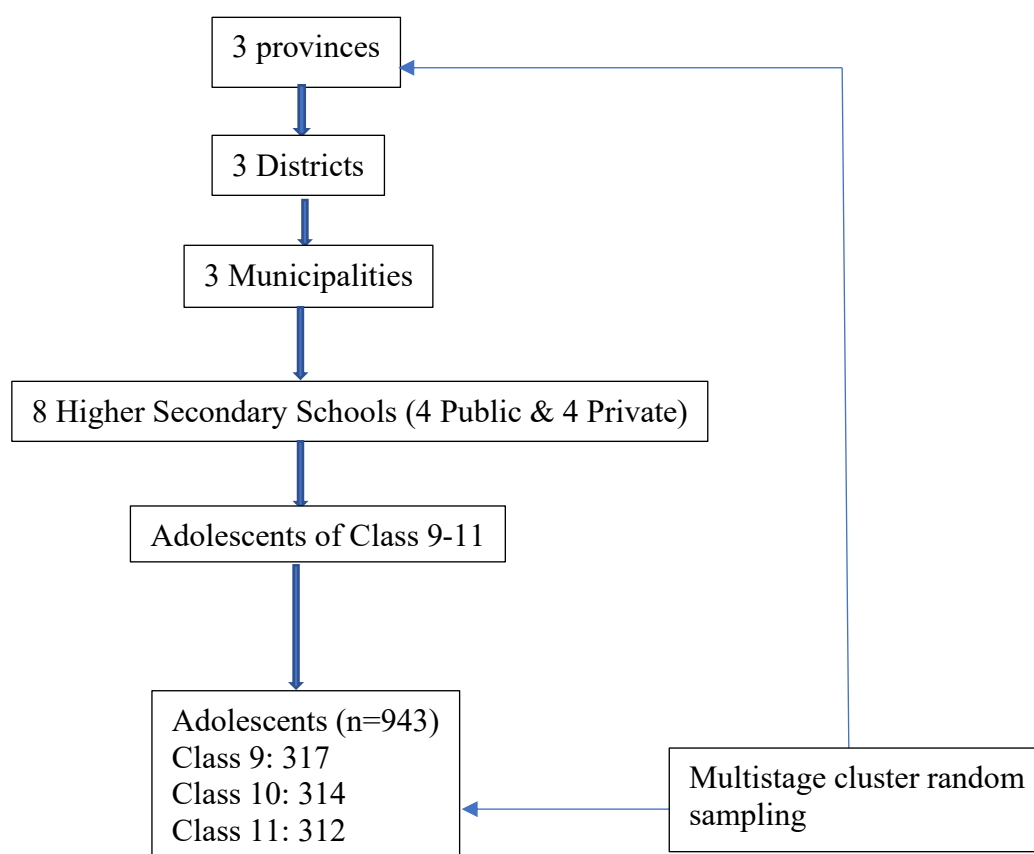 3 provinces
3 Districts
3 Municipalities
8 Higher Secondary Schools (4 Public & 4 Private)
Adolescents of Class 9-11
Adolescents (n=943)
Class 9: 317
Class 10: 314
Class 11: 312
Multistage cluster random
sampling